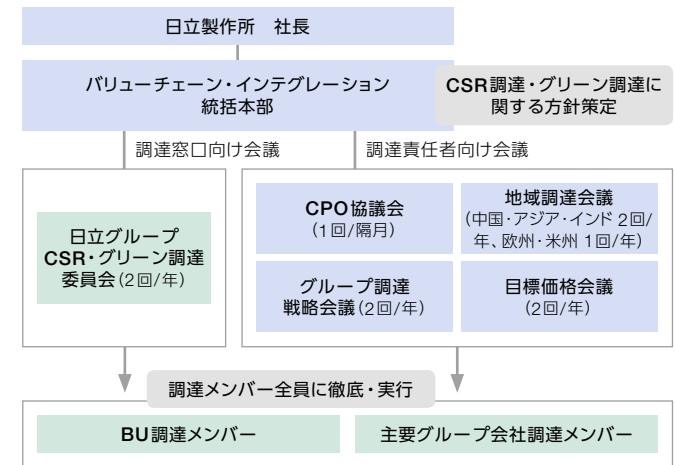 日立製作所　社長
バリューチェーン・インテグレーション
統括本部
CSR調達・グリーン調達に
関する方針策定
調達窓口向け会議
調達責任者向け会議
日立グループ
CSR・グリーン調達
委員会(2回/年)
CPO協議会
(1回/隔月)
地域調達会議
(中国・アジア・インド 2回/
年、欧州・米州 1回/年)
グループ調達
戦略会議(2回/年)
目標価格会議
(2回/年)
調達メンバー全員に徹底・実行
BU調達メンバー
主要グループ会社調達メンバー